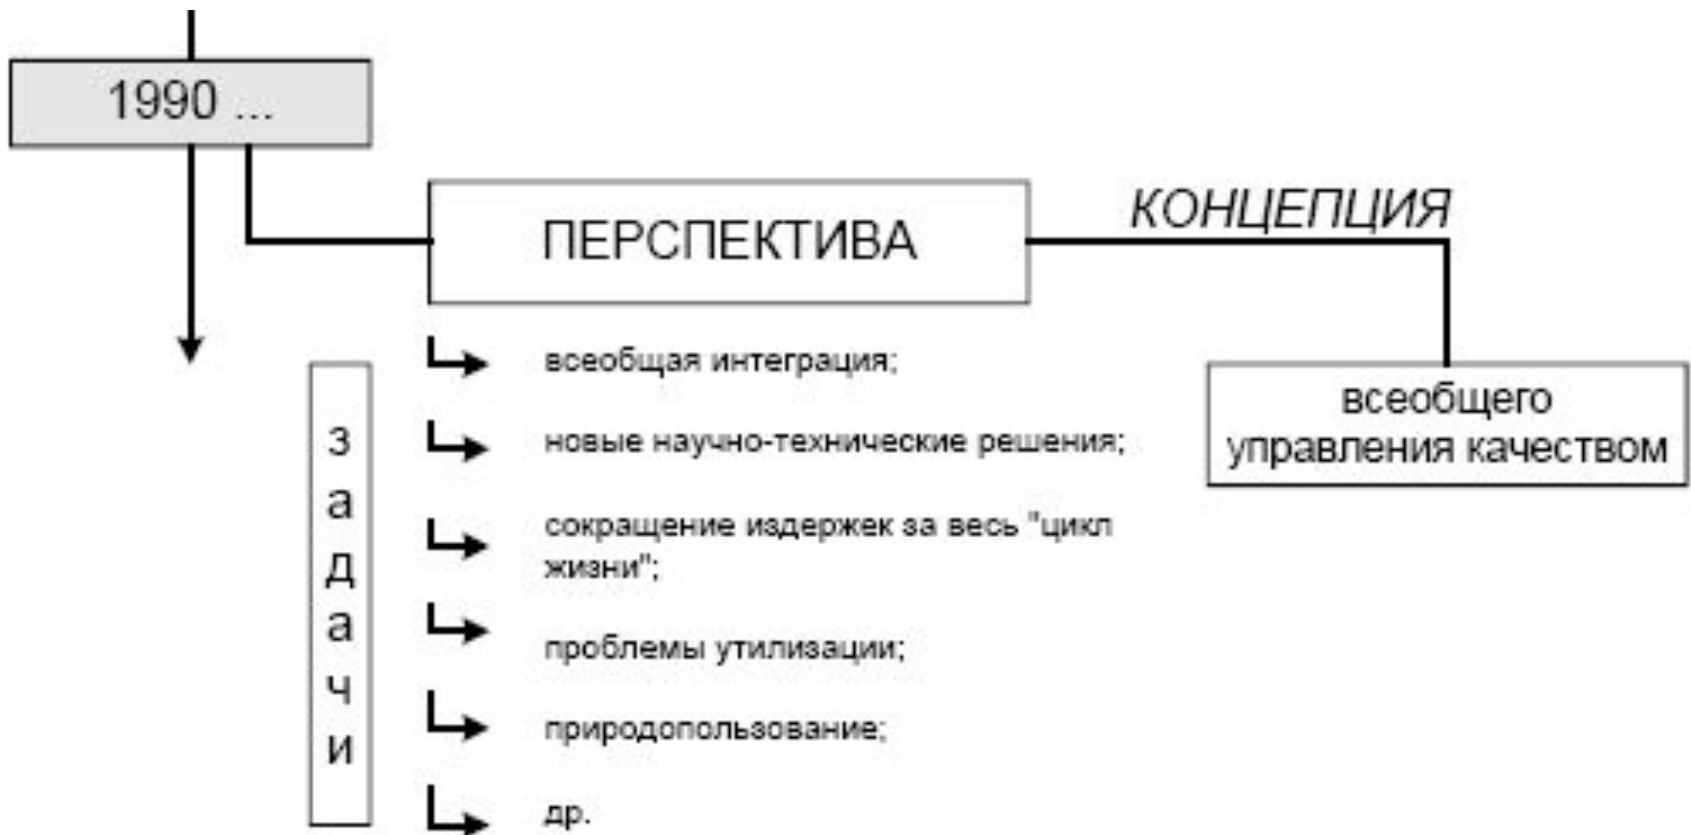 1990 ...
ПЕРСПЕКТИВА
КОНЦЕПЦИЯ
всеобщего
управления качеством
задачи
всеобщая интеграция;
новые научно-технические решения;
сокращение издержек за весь "цикл
жизни";
проблемы утилизации;
природопользование;
др.